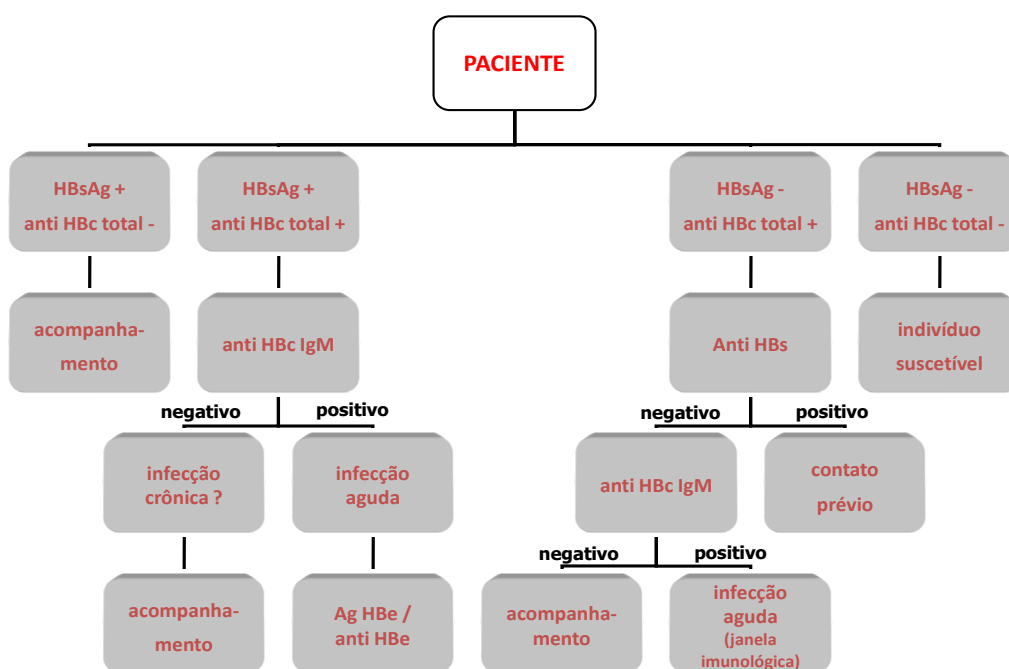 PACIENTE
HBsAg +
anti HBc total -
HBsAg +
anti HBc total +
HBsAg -
anti HBc total +
HBsAg -
anti HBc total -
acompanha-
mento
anti HBc IgM
Anti HBs
indivíduo
suscetível
negativo
positivo
negativo
positivo
infecção
crônica ?
infecção
aguda
anti HBc IgM
contato
prévio
negativo
positivo
acompanha-
mento
Ag HBe /
anti HBe
acompanha-
mento
infecção
aguda
(janela
imunológica)